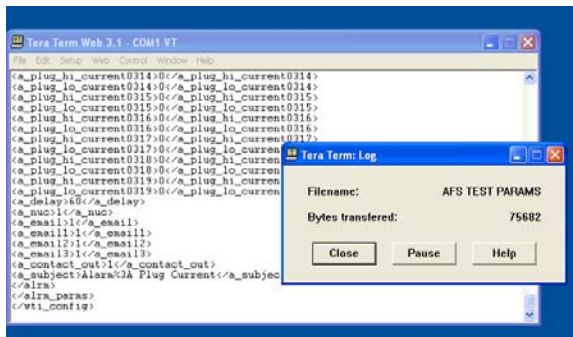 Tera Term Web 3.1 - COM1 VT
File Edit Setup Web Control Window Help
<a_plug_hi_current0314>0</a_plug_hi_current0314>
<a_plug_lo_current0314>0</a_plug_lo_current0314>
<a_plug_hi_current0315>0</a_plug_hi_current0315>
<a_plug_lo_current0315>0</a_plug_lo_current0315>
<a_plug_hi_current0316>0</a_plug_hi_current0316>
<a_plug_lo_current0316>0</a_plug_lo_current0316>
<a_plug_hi_current0317>0</a_plug_hi_current0317>
<a_plug_lo_current0317>0</a_plug_lo_curren
<a_plug_hi_current0318>0</a_plug_hi_curren
<a_plug_lo_current0318>0</a_plug_lo_curren
<a_plug_hi_current0319>0</a_plug_hi_curren
<a_plug_lo_current0319>0</a_plug_lo_curren
<a_delay>60</a_delay>
<a_nuc>1</a_nuc>
<a_email>1</a_email>
<a_email1>1</a_email1>
<a_email2>1</a_email2>
<a_email3>1</a_email3>
<a_contact_out>1</a_contact_out>
<a_subject>Alarm%3A Plug Current</a_subjec
</alrm>
</alrm_parms>
</wti_config>
Tera Term: Log
Filename: AFS TEST PARAMS
Bytes transfered: 75682
Close Pause Help